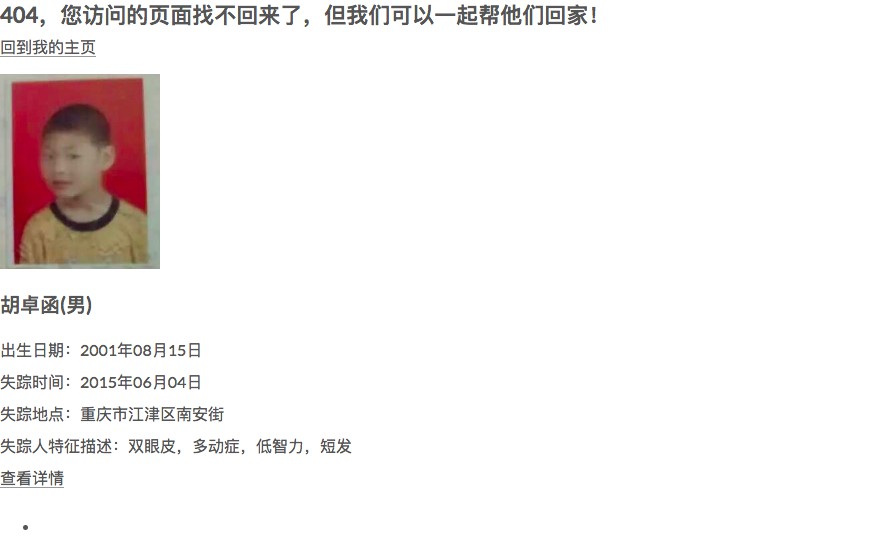 404，您访问的页面找不回来了，但我们可以一起帮他们回家！
回到我的主页
胡卓函(男)
出生日期：2001年08月15日
失踪时间：2015年06月04日
失踪地点：重庆市江津区南安街
失踪人特征描述：双眼皮，多动症，低智力，短发
查看详情